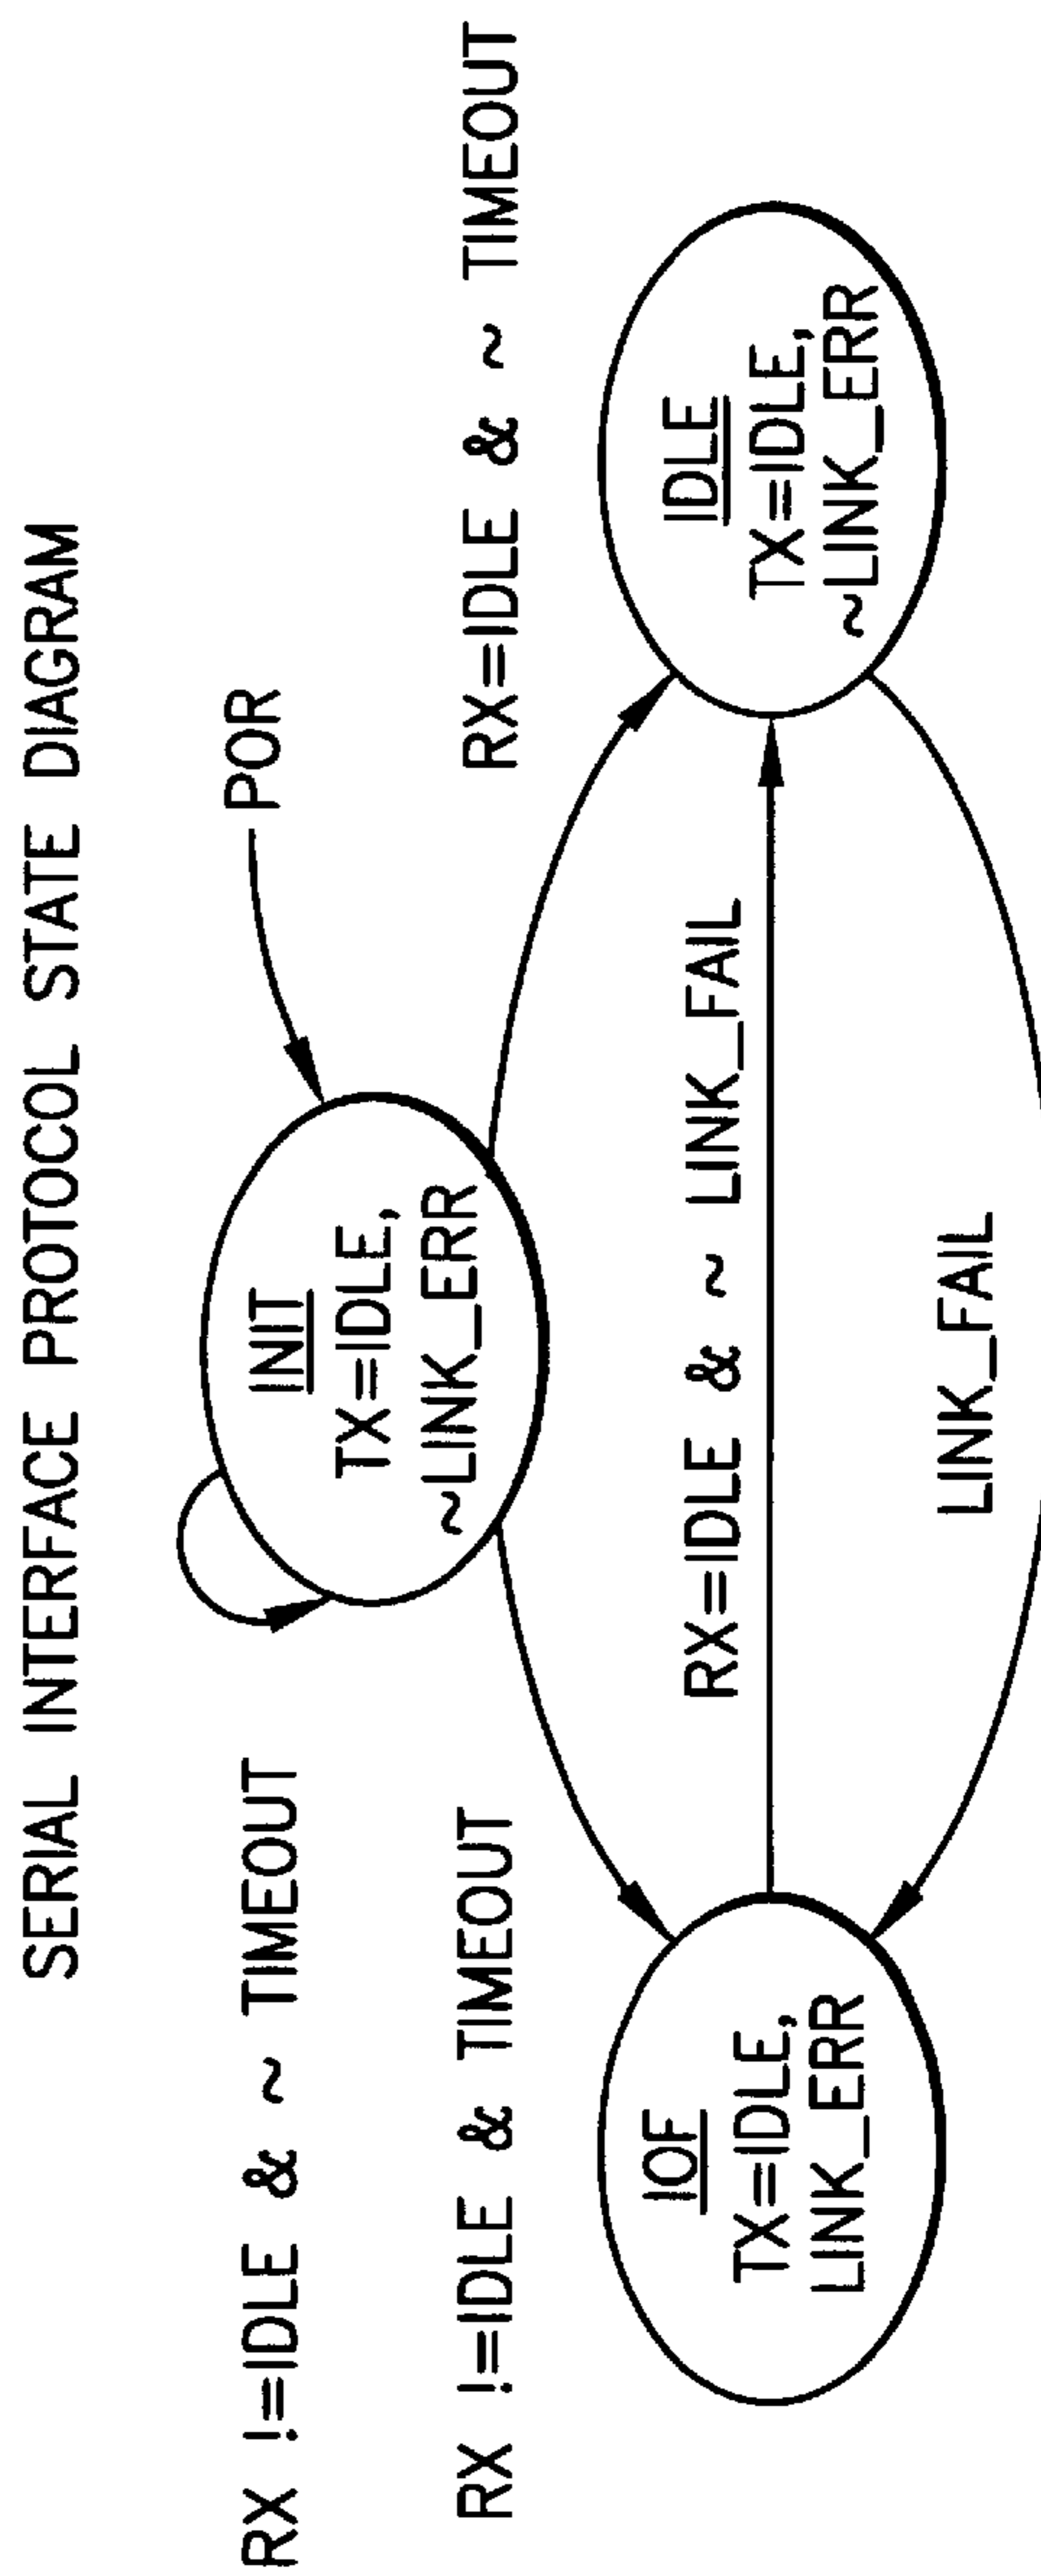 SERIAL INTERFACE PROTOCOL STATE DIAGRAM
POR
RX !=IDLE & ~ TIMEOUT
INIT
TX=IDLE,
~LINK_ERR
RX !=IDLE & TIMEOUT
RX=IDLE & ~ TIMEOUT
IOF
TX=IDLE,
LINK_ERR
RX=IDLE & ~ LINK_FAIL
IDLE
TX=IDLE,
~LINK_ERR
LINK_FAIL